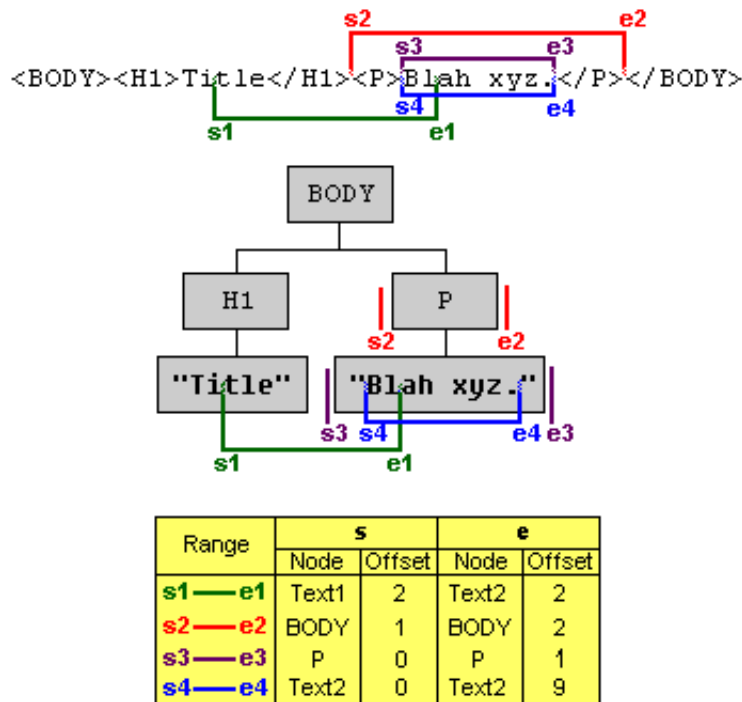 s2 e2
s3 e3
<BODY><H1>Title</H1><P>Blah xyz.</P></BODY>
s4 e4
s1 e1
BODY
H1 P
s2 e2
"Title" "Blah xyz."
s3 s4 e4 e3
s1 e1
Range s e
Node Offset Node Offset
s1 e1 Text1 2 Text2 2
s2 e2 BODY 1 BODY 2
s3 e3 P 0 P 1
s4 e4 Text2 0 Text2 9